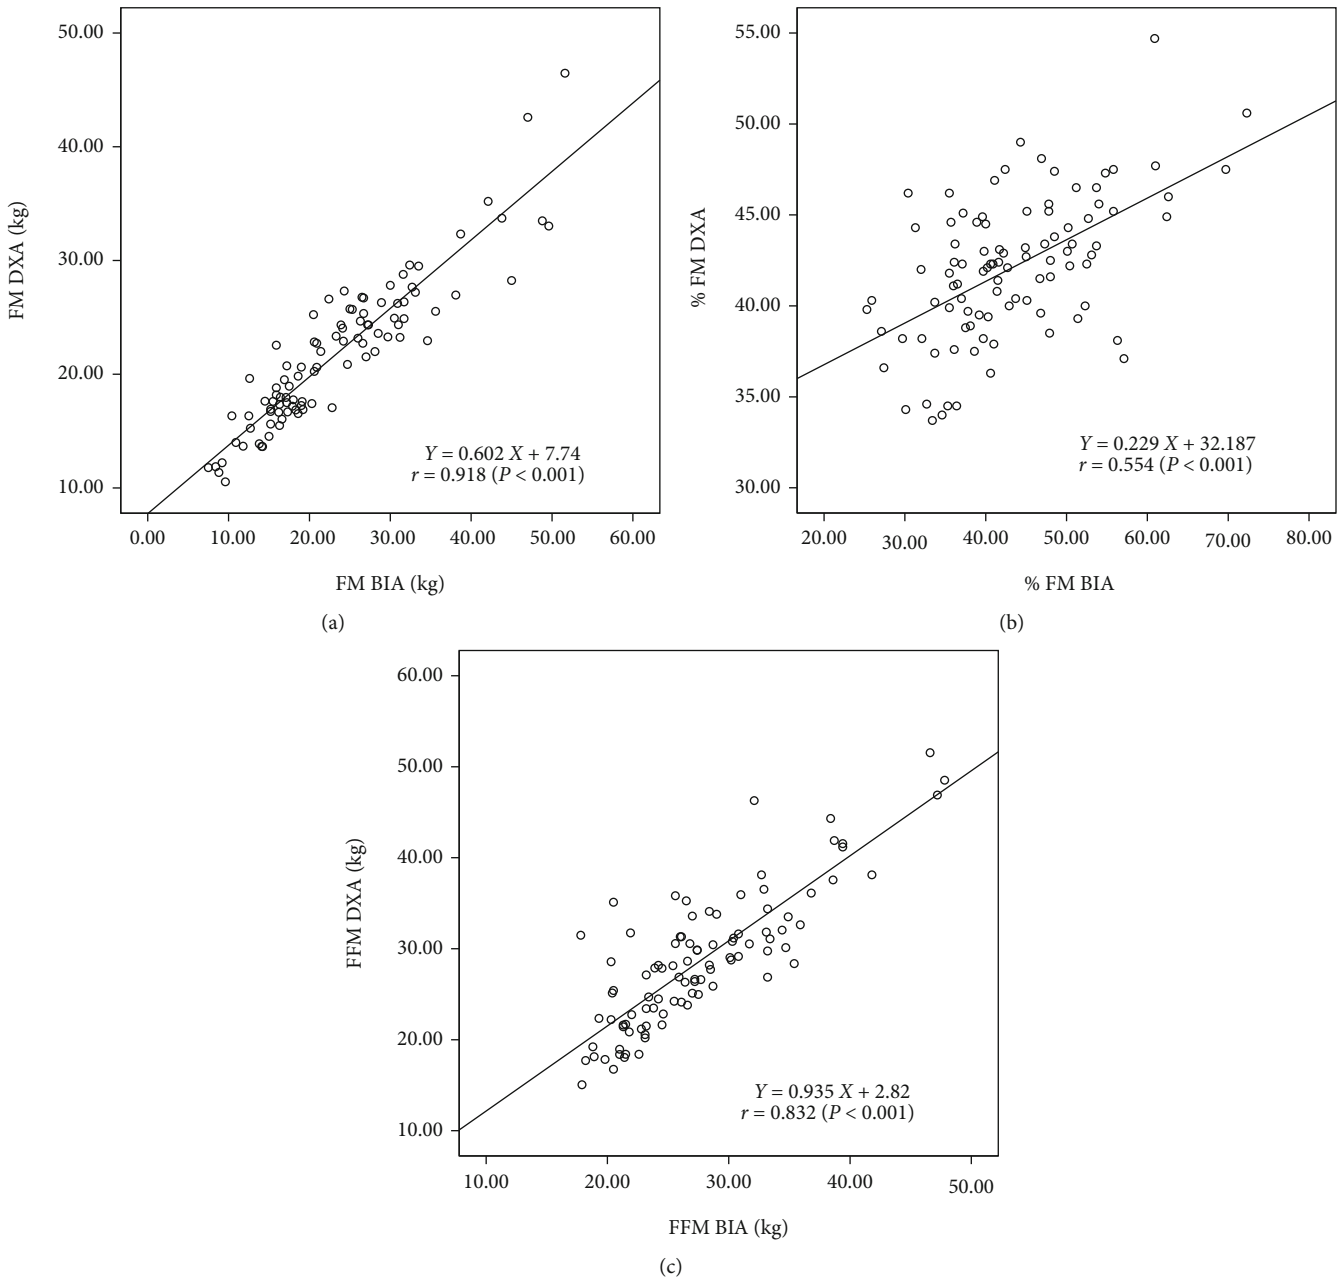 50.00
40.00
30.00
20.00
10.00
FM DXA (kg)
Y = 0.602 X + 7.74
r = 0.918 (P < 0.001)
0.00 10.00 20.00 30.00 40.00 50.00 60.00
FM BIA (kg)
(a)
55.00
50.00
45.00
40.00
35.00
30.00
% FM DXA
Y = 0.229 X + 32.187
r = 0.554 (P < 0.001)
20.00 30.00 40.00 50.00 60.00 70.00 80.00
% FM BIA
(b)
60.00
50.00
40.00
30.00
20.00
10.00
FFM DXA (kg)
Y = 0.935 X + 2.82
r = 0.832 (P < 0.001)
10.00 20.00 30.00 40.00 50.00
FFM BIA (kg)
(c)